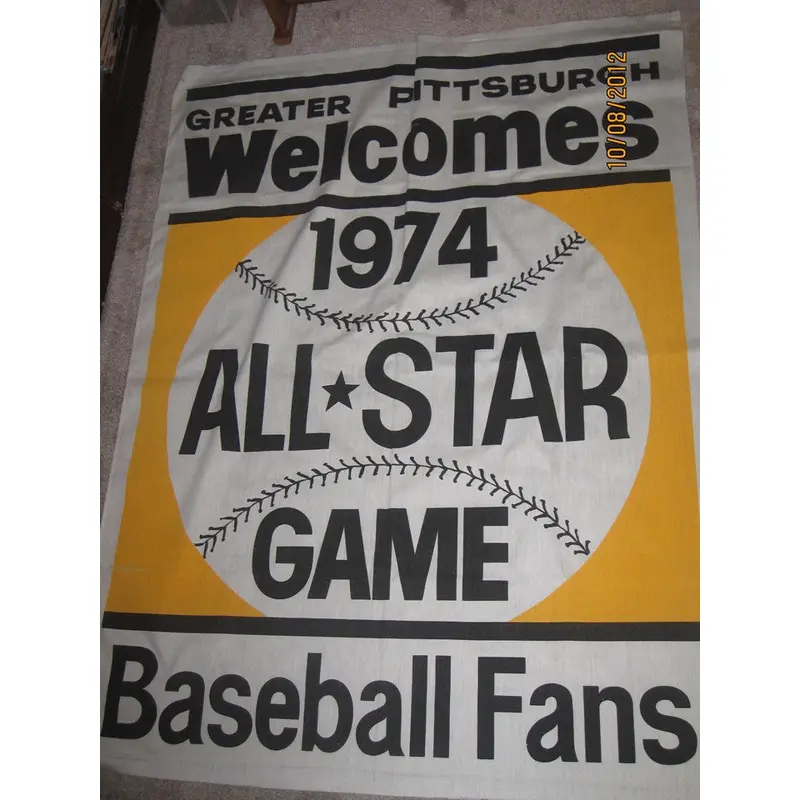 GREATER PITTSBURGH
Welcomes
1974
ALL★STAR
GAME
Baseball Fans
10/08/2012